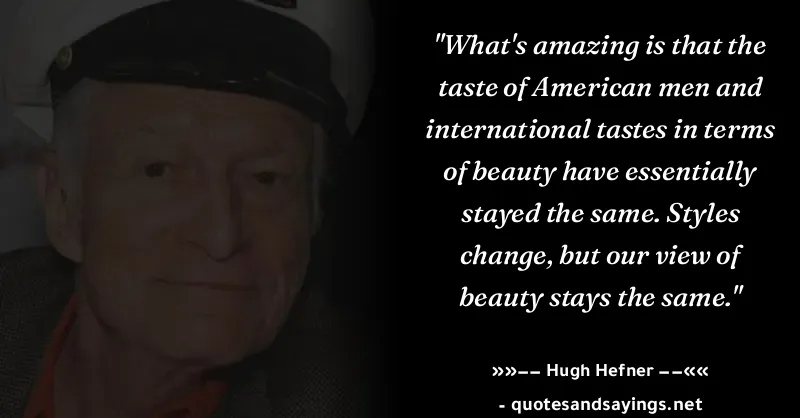 "What's amazing is that the
taste of American men and
international tastes in terms
of beauty have essentially
stayed the same. Styles
change, but our view of
beauty stays the same."
»»−− Hugh Hefner −−««
- quotesandsayings.net